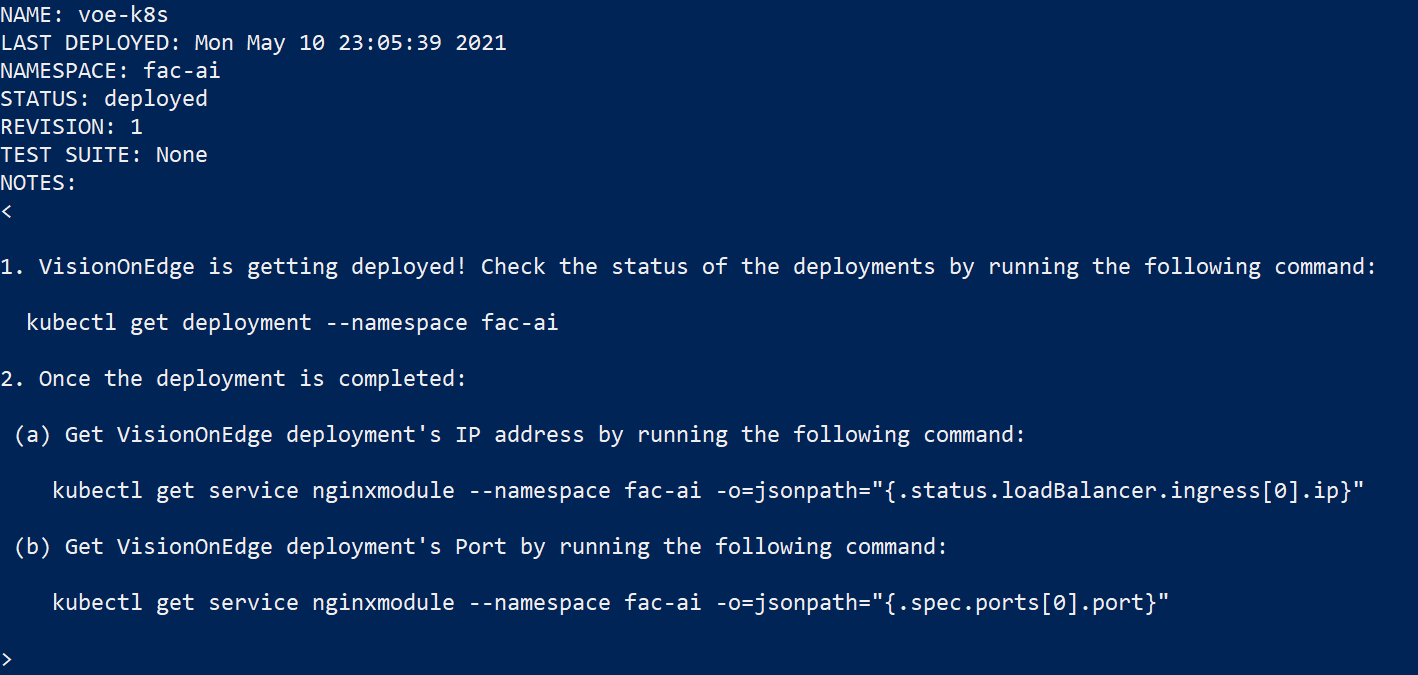 NAME: voe-k8s
LAST DEPLOYED: Mon May 10 23:05:39 2021
NAMESPACE: fac-ai
STATUS: deployed
REVISION: 1
TEST SUITE: None
NOTES:
<
1. VisionOnEdge is getting deployed! Check the status of the deployments by running the following command:
kubectl get deployment --namespace fac-ai
2. Once the deployment is completed:
(a) Get VisionOnEdge deployment's IP address by running the following command:
kubectl get service nginxmodule --namespace fac-ai -o=jsonpath="{.status.loadBalancer.ingress[0].ip}"
(b) Get VisionOnEdge deployment's Port by running the following command:
kubectl get service nginxmodule --namespace fac-ai -o=jsonpath="{.spec.ports[0].port}"
>